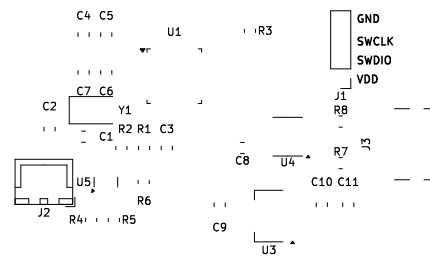 C4 C5
U1
R3
GND
SWCLK
SWDIO
VDD
J1
C7 C6
C2
Y1
R8
C1
R2 R1 C3
J3
R7
C8
U4
U5
C10 C11
R6
J2
R4
R5
C9
U3